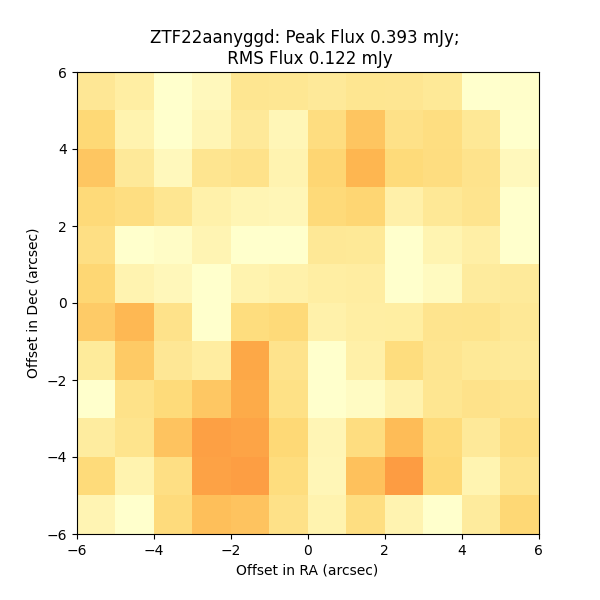 ZTF22aanyggd: Peak Flux 0.393 mJy;
RMS Flux 0.122 mJy
6
4
2
0
−2
−4
−6
Offset in Dec (arcsec)
−6 −4 −2 0 2 4 6
Offset in RA (arcsec)